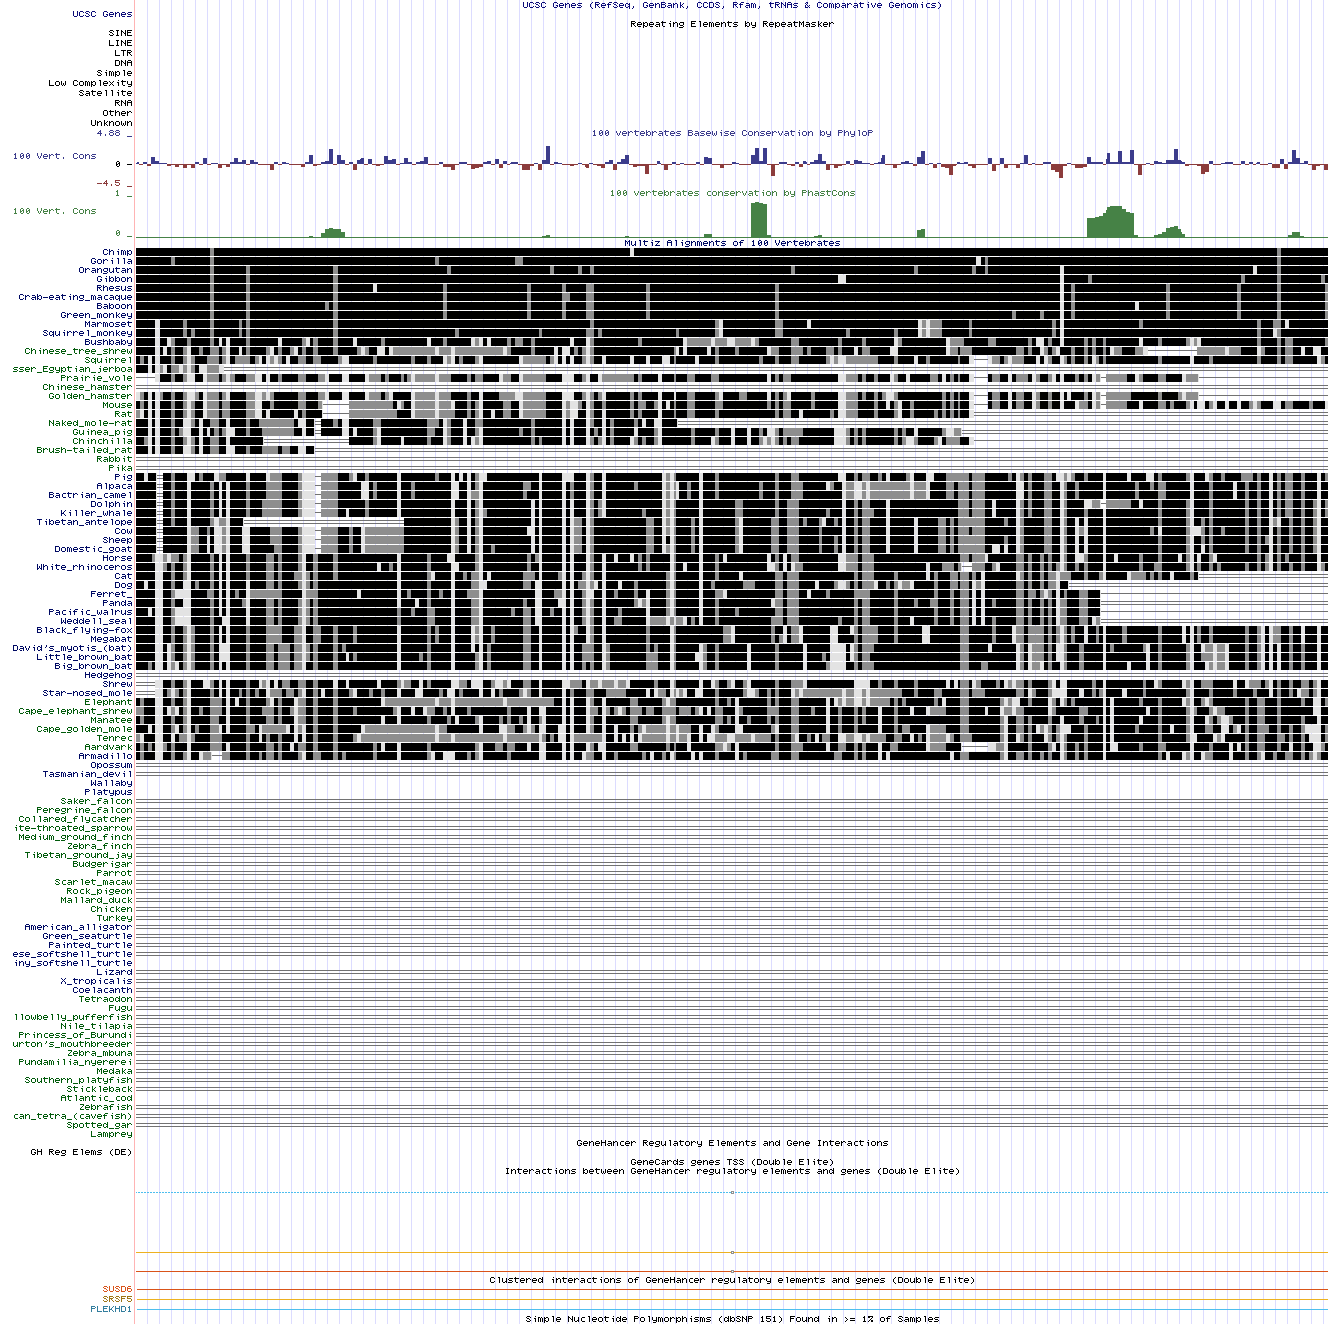 UCSC Genes (RefSeq, GenBank, CCDS, Rfam, tRNAs & Comparative Genomics)
UCSC Genes
Repeating Elements by RepeatMasker
SINE
LINE
LTR
DNA
Simple
Low Complexity
Satellite
RNA
Other
Unknown
4.88 _
100 vertebrates Basewise Conservation by PhyloP
100 Vert. Cons
0 _
-4.5 _
1 _
100 vertebrates conservation by PhastCons
100 Vert. Cons
0 _
Multiz Alignments of 100 Vertebrates
Chimp
Gorilla
Orangutan
Gibbon
Rhesus
Crab-eating_macaque
Baboon
Green_monkey
Marmoset
Squirrel_monkey
Bushbaby
Chinese_tree_shrew
Squirrel
sser_Egyptian_jerboa
Prairie_vole
Chinese_hamster
Golden_hamster
Mouse
Rat
Naked_mole-rat
Guinea_pig
Chinchilla
Brush-tailed_rat
Rabbit
Pika
Pig
Alpaca
Bactrian_camel
Dolphin
Killer_whale
Tibetan_antelope
Cow
Sheep
Domestic_goat
Horse
White_rhinoceros
Cat
Dog
Ferret_
Panda
Pacific_walrus
Weddell_seal
Black_flying-fox
Megabat
David's_myotis_(bat)
Little_brown_bat
Big_brown_bat
Hedgehog
Shrew
Star-nosed_mole
Elephant
Cape_elephant_shrew
Manatee
Cape_golden_mole
Tenrec
Aardvark
Armadillo
Opossum
Tasmanian_devil
Wallaby
Platypus
Saker_falcon
Peregrine_falcon
Collared_flycatcher
ite-throated_sparrow
Medium_ground_finch
Zebra_finch
Tibetan_ground_jay
Budgerigar
Parrot
Scarlet_macaw
Rock_pigeon
Mallard_duck
Chicken
Turkey
American_alligator
Green_seaturtle
Painted_turtle
ese_softshell_turtle
iny_softshell_turtle
Lizard
X_tropicalis
Coelacanth
Tetraodon
Fugu
llowbelly_pufferfish
Nile_tilapia
Princess_of_Burundi
urton's_mouthbreeder
Zebra_mbuna
Pundamilia_nyererei
Medaka
Southern_platyfish
Stickleback
Atlantic_cod
Zebrafish
can_tetra_(cavefish)
Spotted_gar
Lamprey
GeneHancer Regulatory Elements and Gene Interactions
GH Reg Elems (DE)
GeneCards genes TSS (Double Elite)
Interactions between GeneHancer regulatory elements and genes (Double Elite)
Clustered interactions of GeneHancer regulatory elements and genes (Double Elite)
SUSD6
SRSF5
PLEKHD1
Simple Nucleotide Polymorphisms (dbSNP 151) Found in >= 1% of Samples